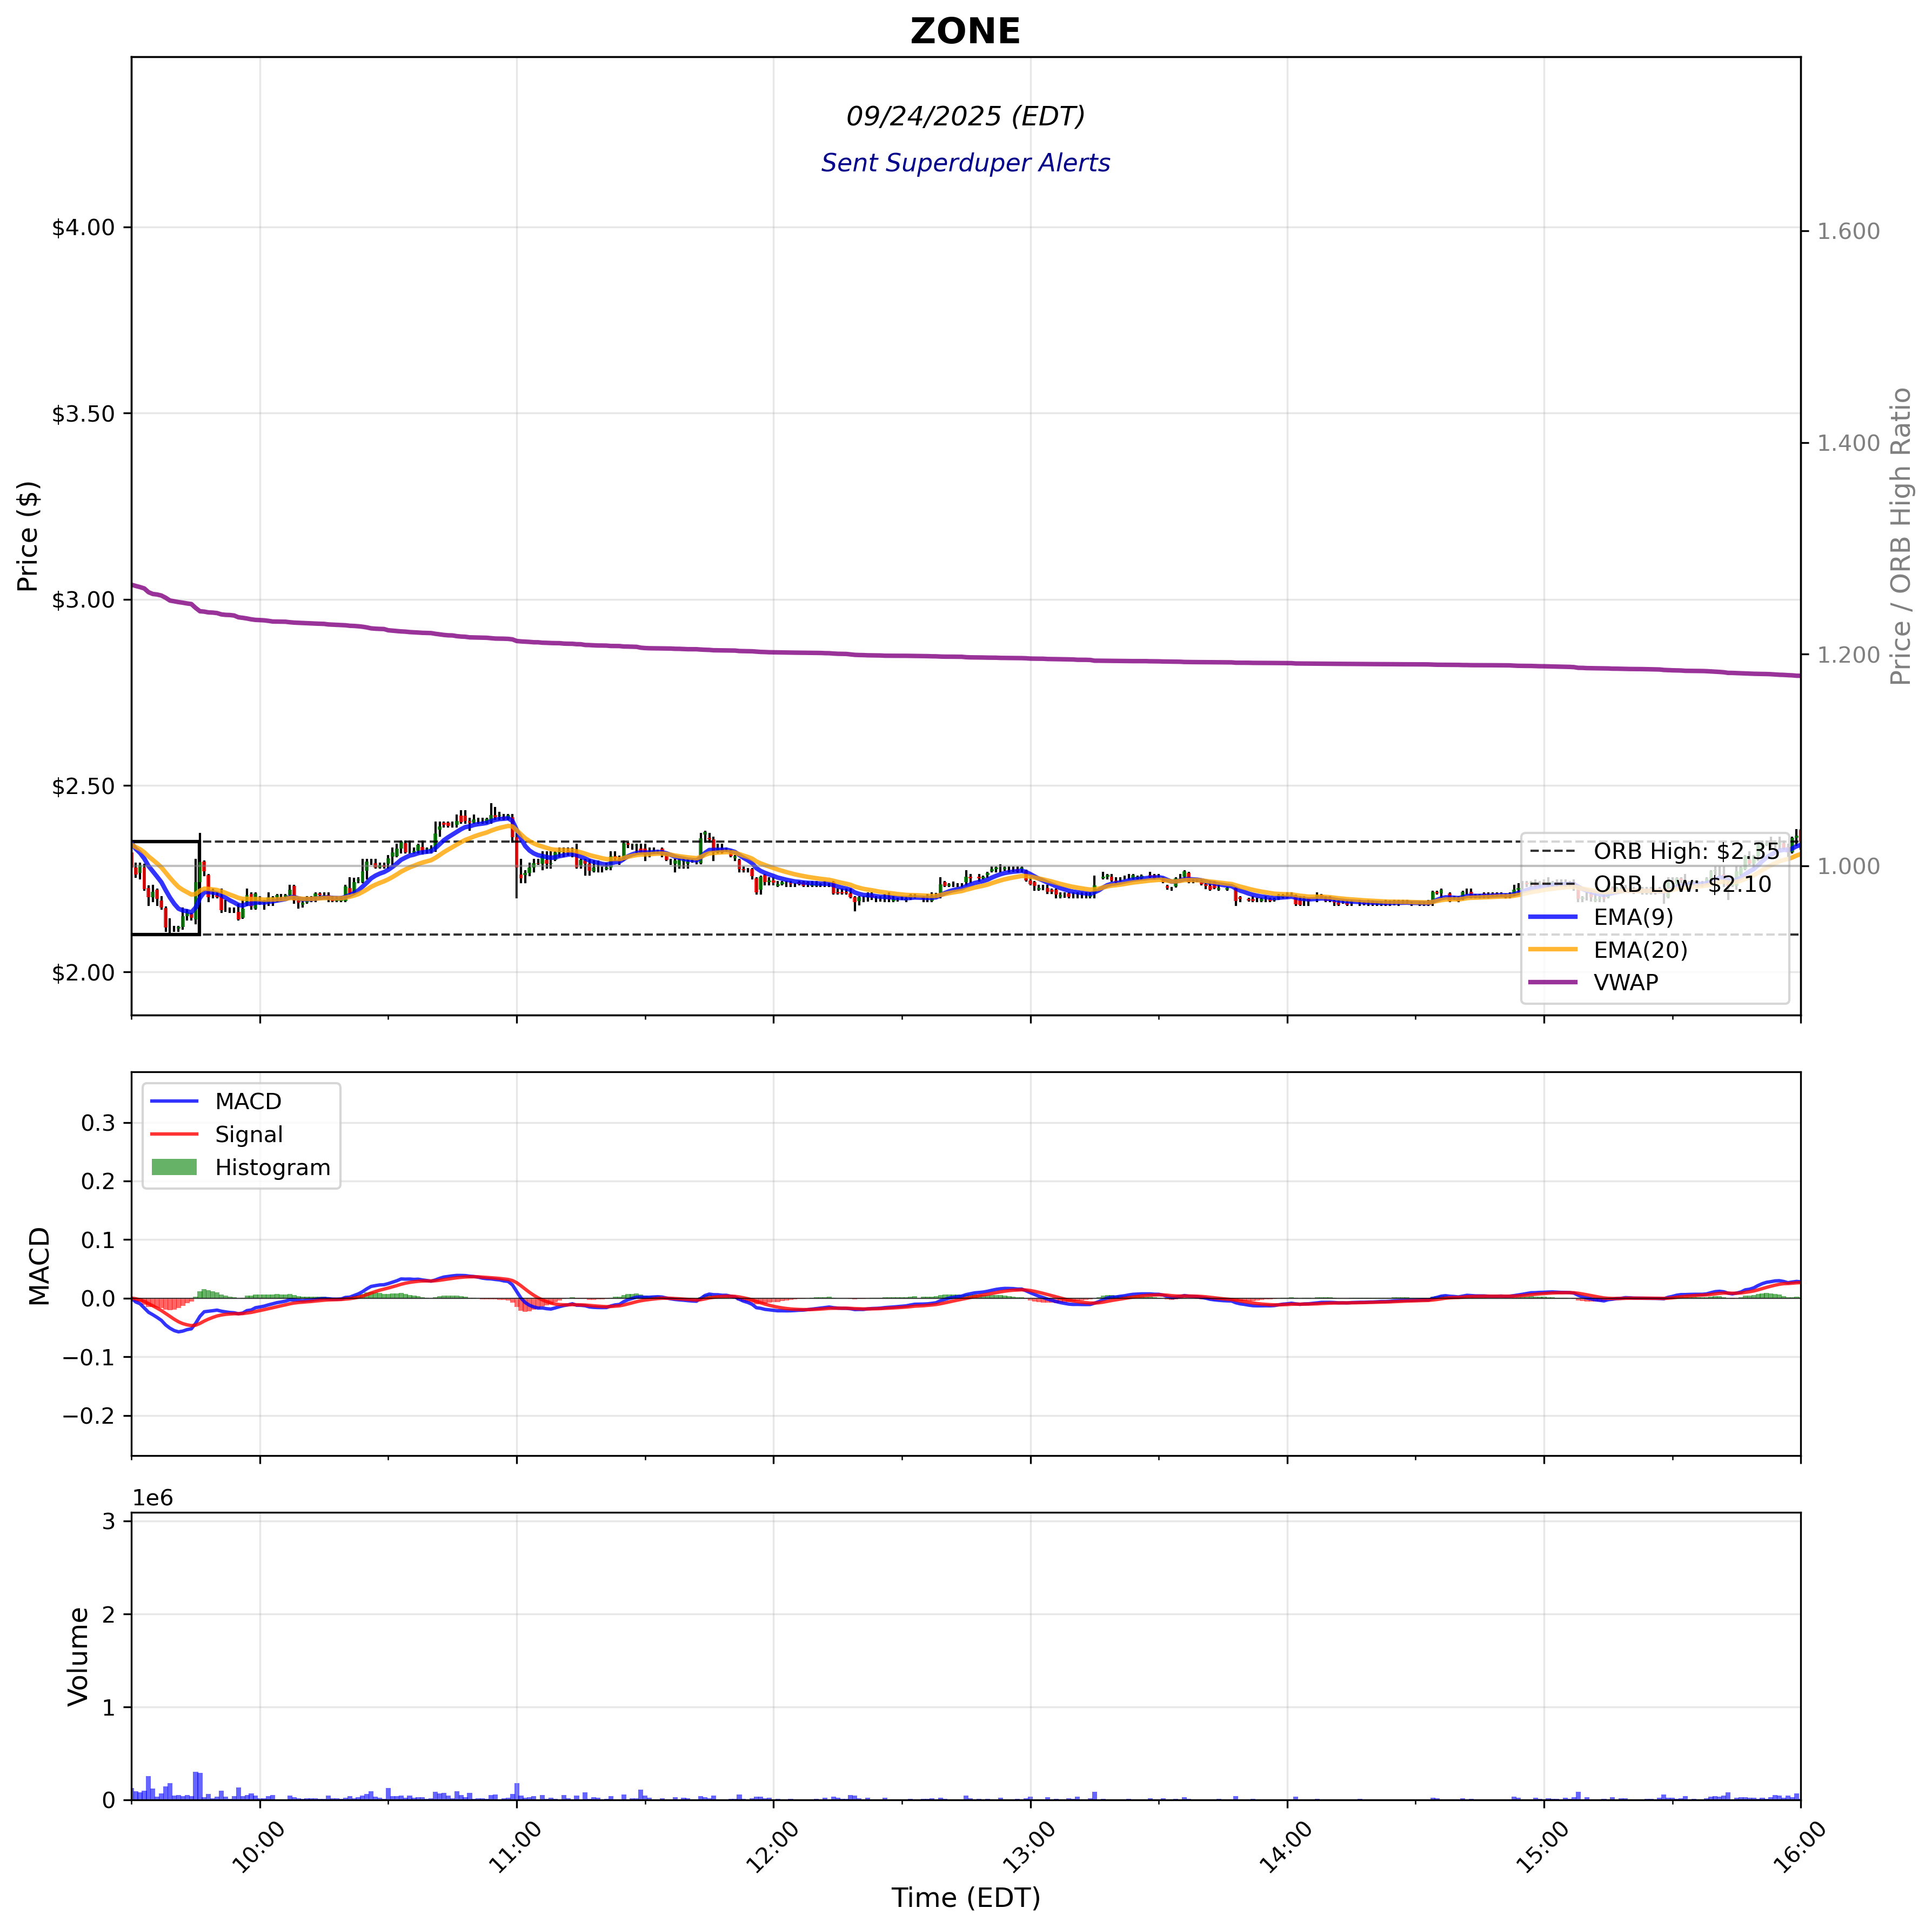 ZONE
09/24/2025 (EDT)
Sent Superduper Alerts
Price ($)
$4.00
$3.50
$3.00
$2.50
$2.00
1.600
1.400
1.200
1.000
Price / ORB High Ratio
ORB High: $2.35
ORB Low: $2.10
EMA(9)
EMA(20)
VWAP
MACD
Signal
Histogram
MACD
0.3
0.2
0.1
0.0
−0.1
−0.2
1e6
Volume
3
2
1
0
10:00
11:00
12:00
13:00
14:00
15:00
16:00
Time (EDT)